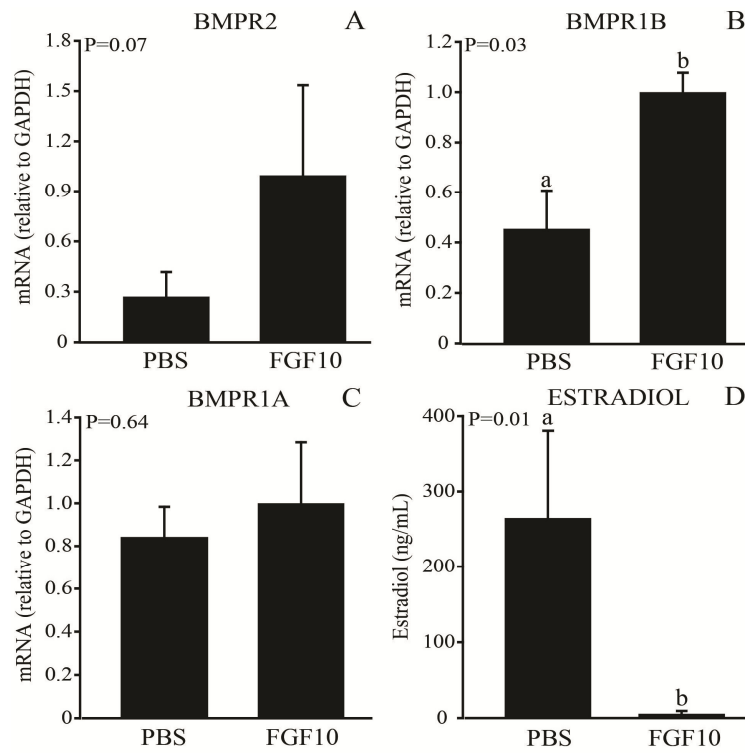 BMPR2 A
P=0.07
mRNA (relative to GAPDH)
1.8
1.5
1.2
0.9
0.6
0.3
0
PBS FGF10
BMPR1B B
P=0.03
mRNA (relative to GAPDH)
1.2
1.0
0.8
0.6
0.4
0.2
0
a
b
PBS FGF10
BMPR1A C
P=0.64
mRNA (relative to GAPDH)
1.4
1.2
1.0
0.8
0.6
0.4
0.2
0
PBS FGF10
ESTRADIOL D
P=0.01
Estradiol (ng/mL)
400
300
200
100
0
a
b
PBS FGF10